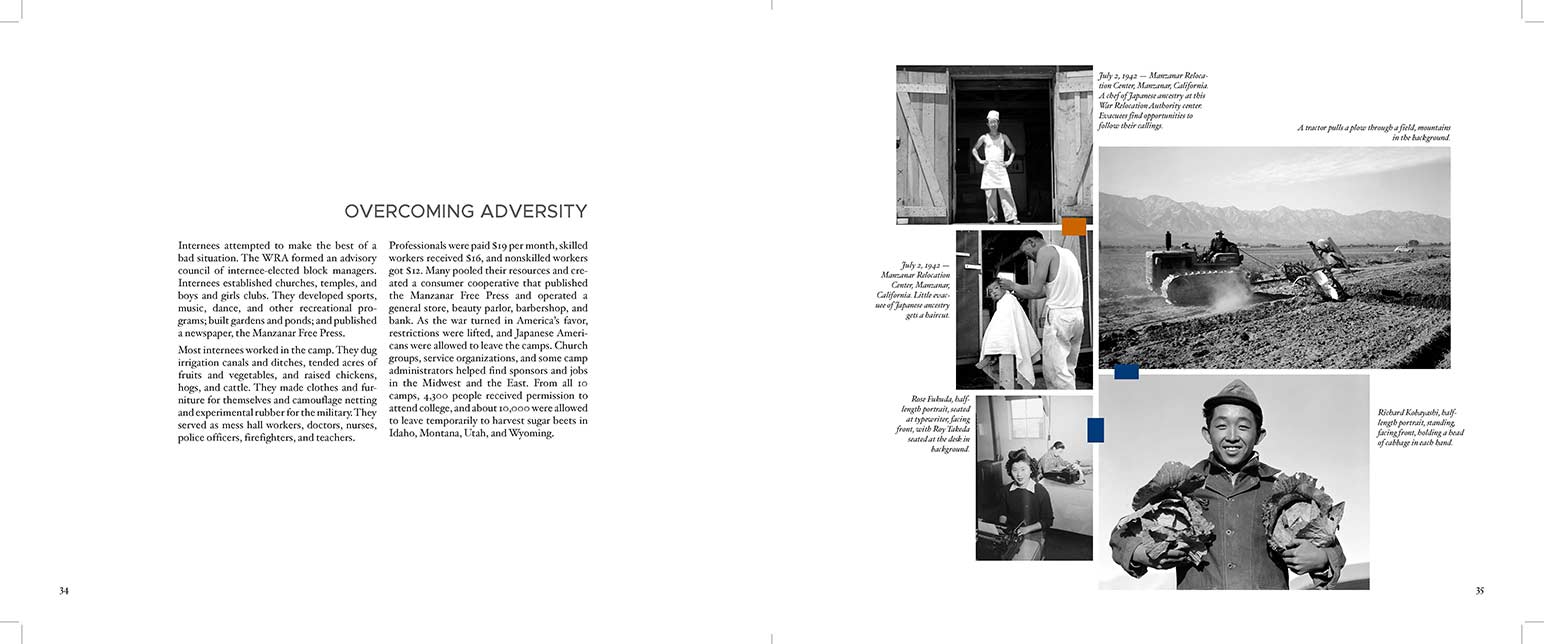 OVERCOMING ADVERSITY
Internees attempted to make the best of a
bad situation. The WRA formed an advisory
council of internee-elected block managers.
Internees established churches, temples, and
boys and girls clubs. They developed sports,
music, dance, and other recreational pro-
grams; built gardens and ponds; and published
a newspaper, the Manzanar Free Press.
Most internees worked in the camp. They dug
irrigation canals and ditches, tended acres of
fruits and vegetables, and raised chickens,
hogs, and cattle. They made clothes and fur-
niture for themselves and camouflage netting
and experimental rubber for the military. They
served as mess hall workers, doctors, nurses,
police officers, firefighters, and teachers.
Professionals were paid $19 per month, skilled
workers received $16, and nonskilled workers
got $12. Many pooled their resources and cre-
ated a consumer cooperative that published
the Manzanar Free Press and operated a
general store, beauty parlor, barbershop, and
bank. As the war turned in America's favor,
restrictions were lifted, and Japanese Ameri-
cans were allowed to leave the camps. Church
groups, service organizations, and some camp
administrators helped find sponsors and jobs
in the Midwest and the East. From all 10
camps, 4,300 people received permission to
attend college, and about 10,000 were allowed
to leave temporarily to harvest sugar beets in
Idaho, Montana, Utah, and Wyoming.
34
July 2, 1942 — Manzanar Reloca-
tion Center, Manzanar, California.
A chef of Japanese ancestry at this
War Relocation Authority center.
Evacuees find opportunities to
follow their callings.
A tractor pulls a plow through a field, mountains
in the background.
July 2, 1942 —
Manzanar Relocation
Center, Manzanar,
California. Little evac-
uee of Japanese ancestry
gets a haircut.
Rose Fukuda, half-
length portrait, seated
at typewriter, facing
front, with Roy Takeda
seated at the desk in
background.
Richard Kobayashi, half-
length portrait, standing,
facing front, holding a head
of cabbage in each hand.
35